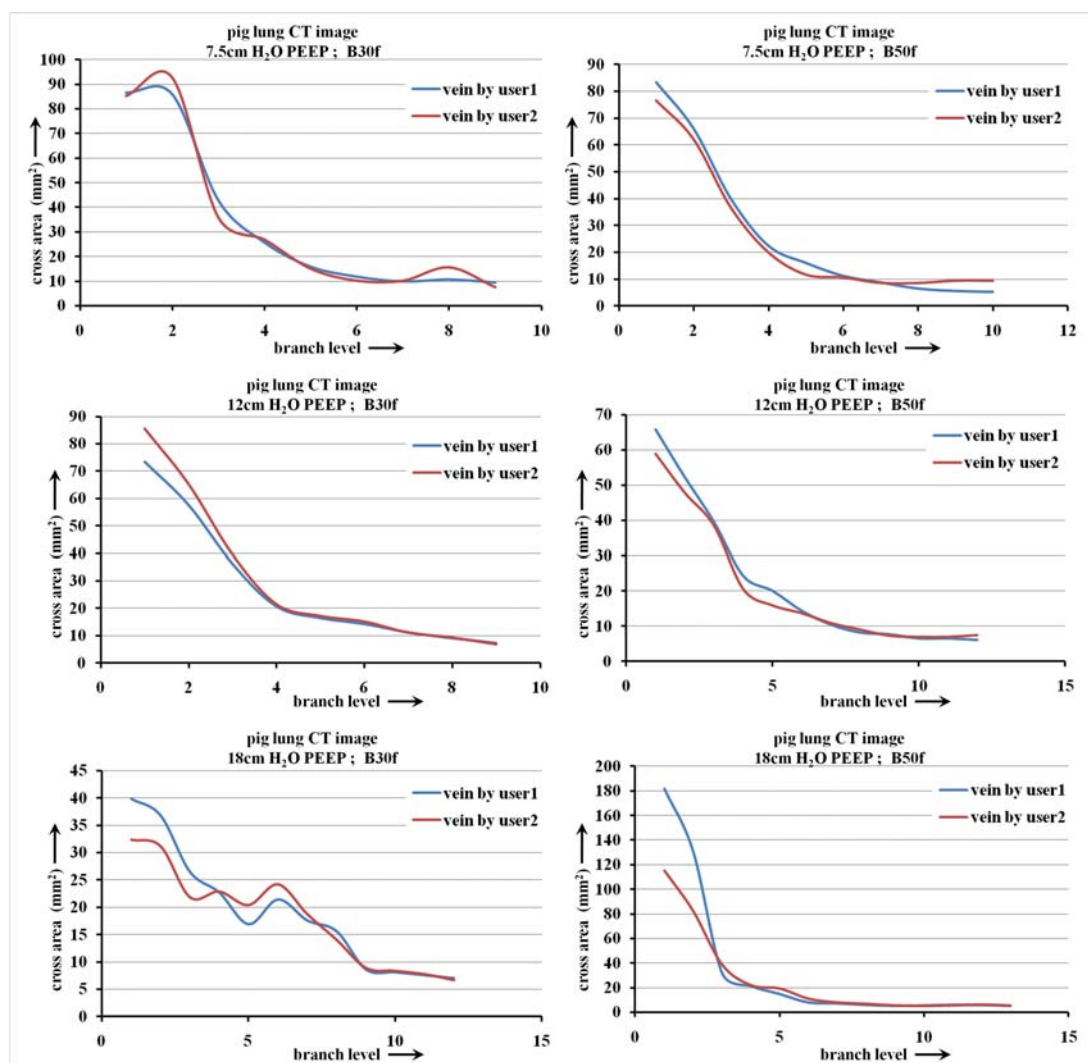 pig lung CT image
7.5cm H₂O PEEP ; B30f
cross area (mm²)
100
90
80
70
60
50
40
30
20
10
0
vein by user1
vein by user2
0 2 4 6 8 10
branch level
pig lung CT image
7.5cm H₂O PEEP ; B50f
cross area (mm²)
90
80
70
60
50
40
30
20
10
0
vein by user1
vein by user2
0 2 4 6 8 10 12
branch level
pig lung CT image
12cm H₂O PEEP ; B30f
cross area (mm²)
90
80
70
60
50
40
30
20
10
0
vein by user1
vein by user2
0 2 4 6 8 10
branch level
pig lung CT image
12cm H₂O PEEP ; B50f
cross area (mm²)
70
60
50
40
30
20
10
0
vein by user1
vein by user2
0 5 10 15
branch level
pig lung CT image
18cm H₂O PEEP ; B30f
cross area (mm²)
45
40
35
30
25
20
15
10
5
0
vein by user1
vein by user2
0 5 10 15
branch level
pig lung CT image
18cm H₂O PEEP ; B50f
cross area (mm²)
200
180
160
140
120
100
80
60
40
20
0
vein by user1
vein by user2
0 5 10 15
branch level